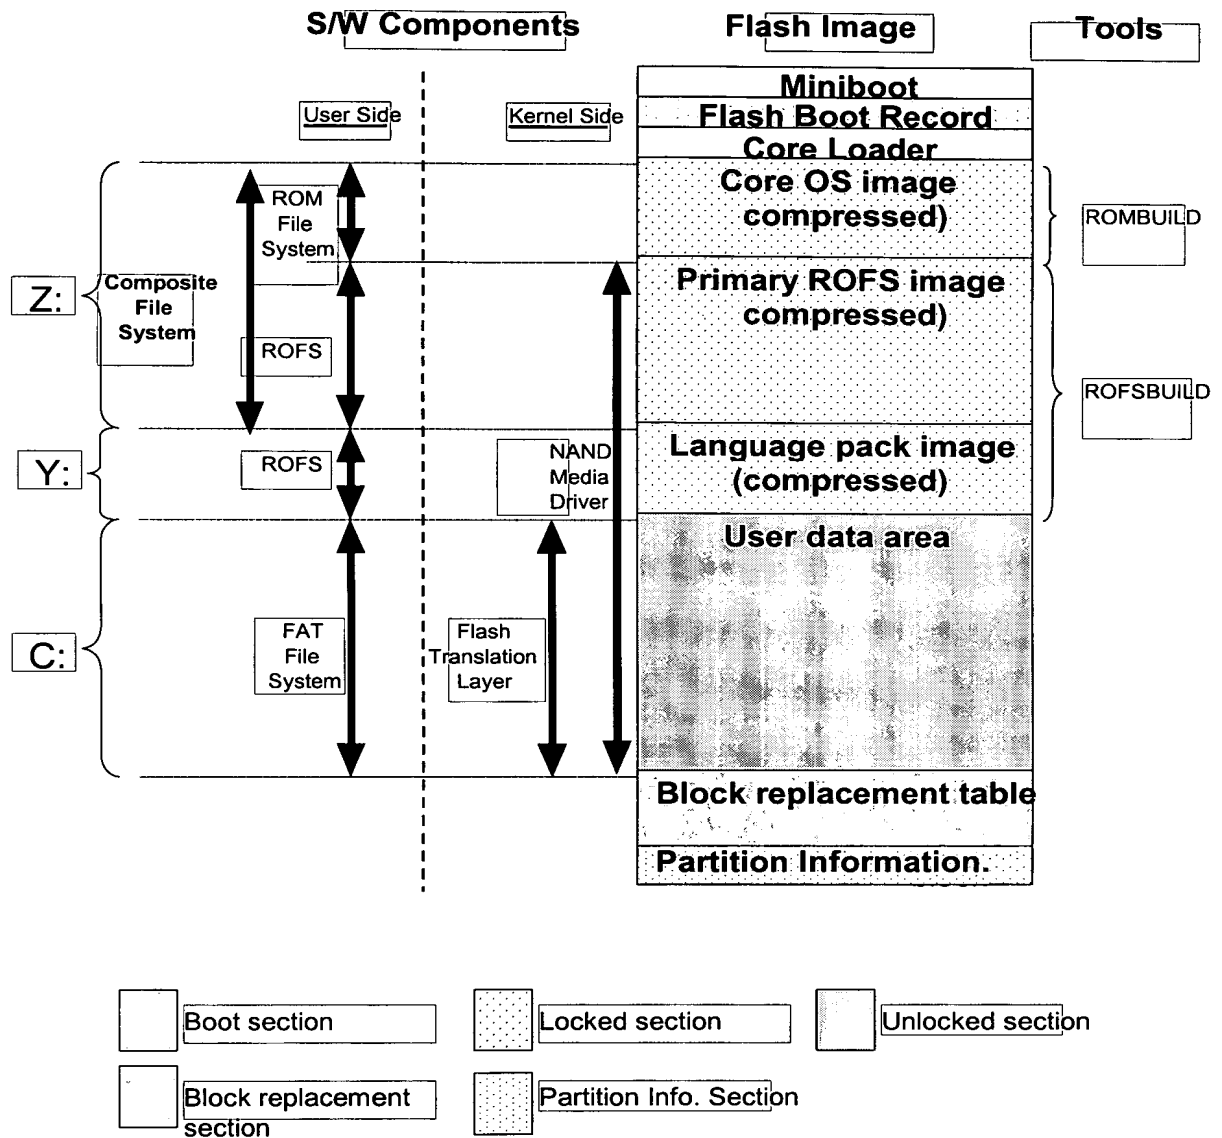 S/W Components
Flash Image
Tools
User Side
Kernel Side
Miniboot
Flash Boot Record
Core Loader
Core OS image
compressed)
ROMBUILD
ROM
File
System
Z:
Composite
File
System
ROFS
Primary ROFS image
compressed)
ROFSBUILD
Y:
ROFS
NAND
Media
Driver
Language pack image
(compressed)
User data area
C:
FAT
File
System
Flash
Translation
Layer
Block replacement table
Partition Information.
Boot section
Locked section
Unlocked section
Block replacement
section
Partition Info. Section